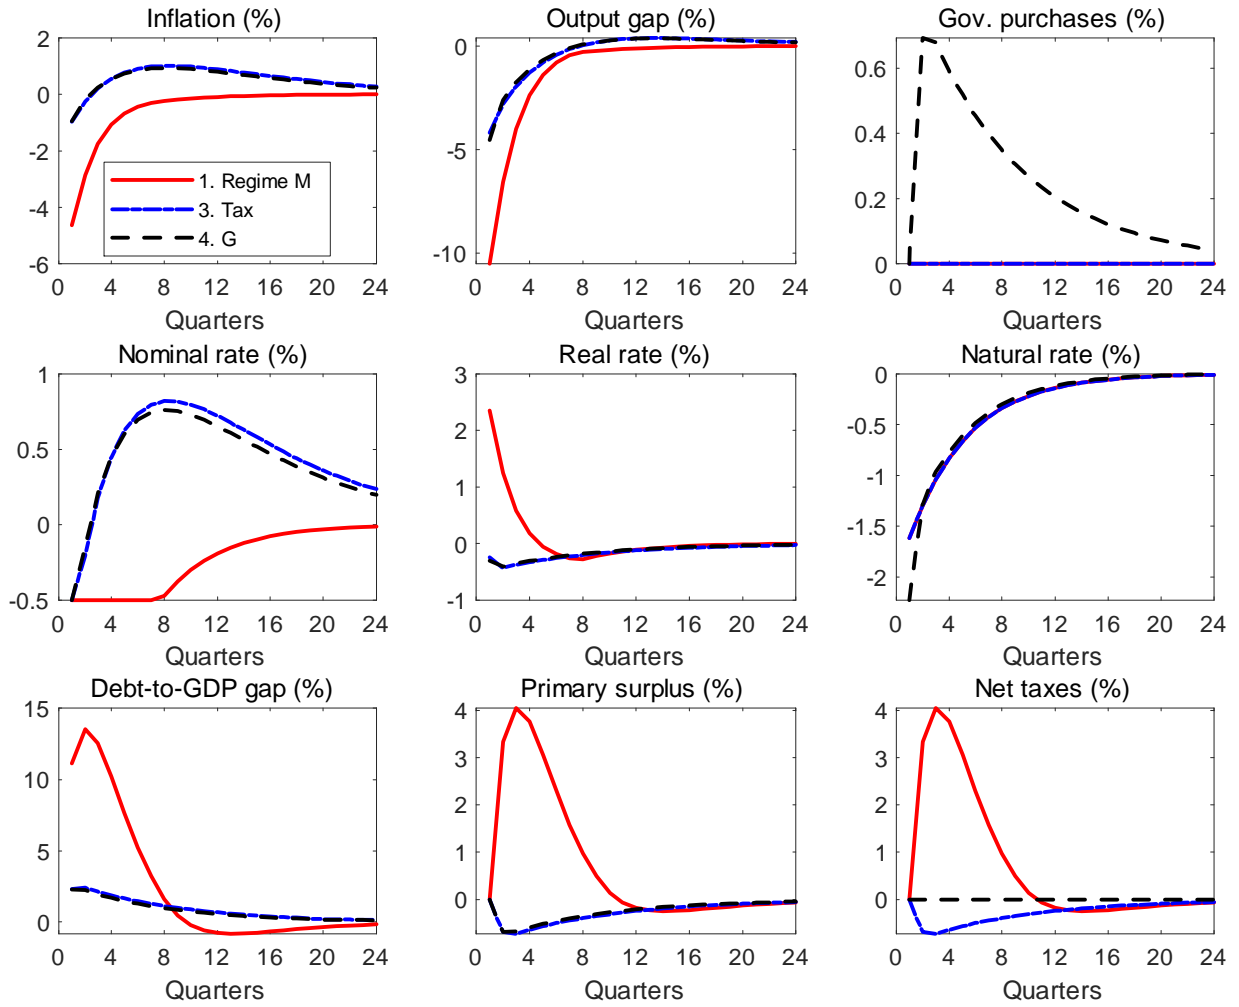 Inflation (%)
2
0
-2
-4
-6
1. Regime M
3. Tax
4. G
0 4 8 12 16 20 24
Quarters
Output gap (%)
0
-5
-10
0 4 8 12 16 20 24
Quarters
Gov. purchases (%)
0.6
0.4
0.2
0
0 4 8 12 16 20 24
Quarters
Nominal rate (%)
1
0.5
0
-0.5
0 4 8 12 16 20 24
Quarters
Real rate (%)
3
2
1
0
-1
0 4 8 12 16 20 24
Quarters
Natural rate (%)
0
-0.5
-1
-1.5
-2
0 4 8 12 16 20 24
Quarters
Debt-to-GDP gap (%)
15
10
5
0
0 4 8 12 16 20 24
Quarters
Primary surplus (%)
4
3
2
1
0
0 4 8 12 16 20 24
Quarters
Net taxes (%)
4
3
2
1
0
0 4 8 12 16 20 24
Quarters